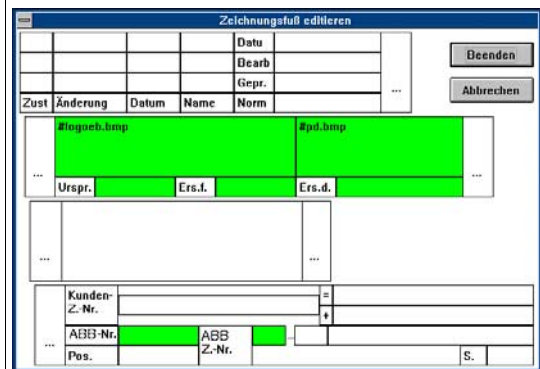 Zeichnungsfuß editieren
Datu
Bearb
Gepr.
Zust Änderung Datum Name Norm
...
Beenden
Abbrechen
...
#logoeb.bmp #pd.bmp
Urspr. Ers.f. Ers.d.
...
...
...
...
Kunden-
Z.-Nr.
=
+
ABB-Nr.
ABB
Z.-Nr.
Pos.
S.